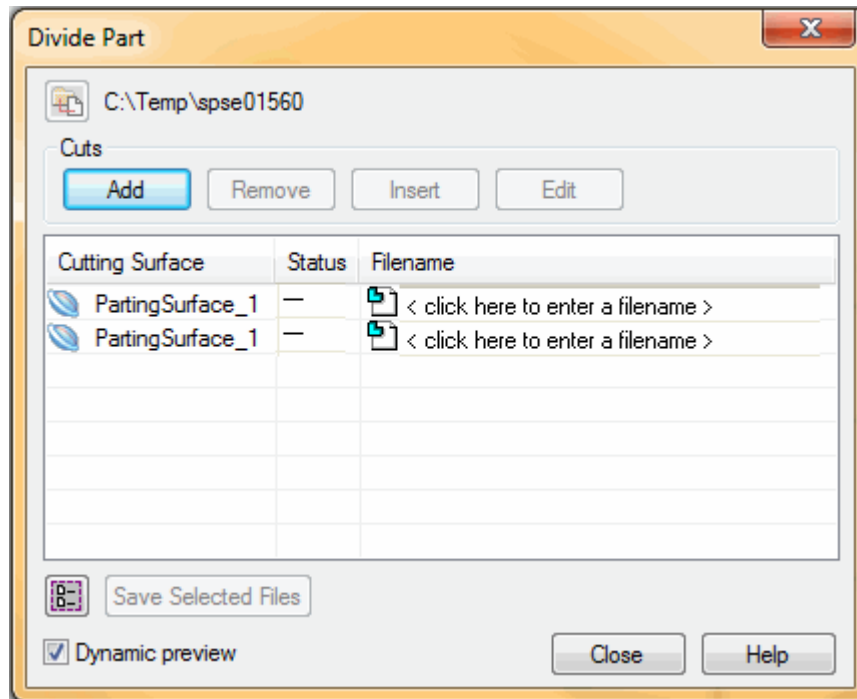 Divide Part
C:\Temp\spse01560
Cuts
Add Remove Insert Edit
Cutting Surface Status Filename
PartingSurface_1 — < click here to enter a filename >
PartingSurface_1 — < click here to enter a filename >
Save Selected Files
Dynamic preview Close Help